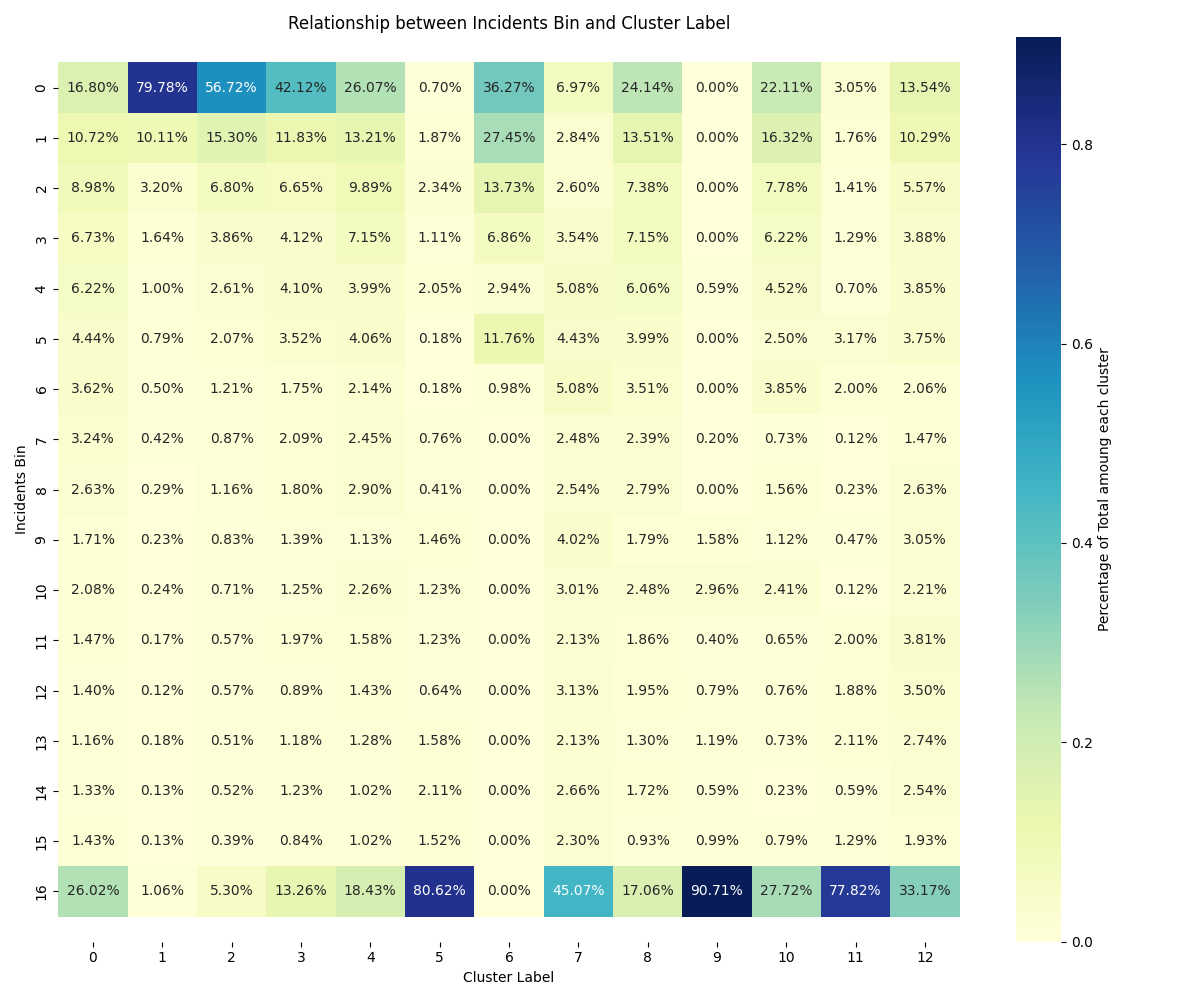 Relationship between Incidents Bin and Cluster Label
0 16.80% 79.78% 56.72% 42.12% 26.07% 0.70% 36.27% 6.97% 24.14% 0.00% 22.11% 3.05% 13.54%
1 10.72% 10.11% 15.30% 11.83% 13.21% 1.87% 27.45% 2.84% 13.51% 0.00% 16.32% 1.76% 10.29%
2 8.98% 3.20% 6.80% 6.65% 9.89% 2.34% 13.73% 2.60% 7.38% 0.00% 7.78% 1.41% 5.57%
3 6.73% 1.64% 3.86% 4.12% 7.15% 1.11% 6.86% 3.54% 7.15% 0.00% 6.22% 1.29% 3.88%
4 6.22% 1.00% 2.61% 4.10% 3.99% 2.05% 2.94% 5.08% 6.06% 0.59% 4.52% 0.70% 3.85%
5 4.44% 0.79% 2.07% 3.52% 4.06% 0.18% 11.76% 4.43% 3.99% 0.00% 2.50% 3.17% 3.75%
6 3.62% 0.50% 1.21% 1.75% 2.14% 0.18% 0.98% 5.08% 3.51% 0.00% 3.85% 2.00% 2.06%
7 3.24% 0.42% 0.87% 2.09% 2.45% 0.76% 0.00% 2.48% 2.39% 0.20% 0.73% 0.12% 1.47%
8 2.63% 0.29% 1.16% 1.80% 2.90% 0.41% 0.00% 2.54% 2.79% 0.00% 1.56% 0.23% 2.63%
9 1.71% 0.23% 0.83% 1.39% 1.13% 1.46% 0.00% 4.02% 1.79% 1.58% 1.12% 0.47% 3.05%
10 2.08% 0.24% 0.71% 1.25% 2.26% 1.23% 0.00% 3.01% 2.48% 2.96% 2.41% 0.12% 2.21%
11 1.47% 0.17% 0.57% 1.97% 1.58% 1.23% 0.00% 2.13% 1.86% 0.40% 0.65% 2.00% 3.81%
12 1.40% 0.12% 0.57% 0.89% 1.43% 0.64% 0.00% 3.13% 1.95% 0.79% 0.76% 1.88% 3.50%
13 1.16% 0.18% 0.51% 1.18% 1.28% 1.58% 0.00% 2.13% 1.30% 1.19% 0.73% 2.11% 2.74%
14 1.33% 0.13% 0.52% 1.23% 1.02% 2.11% 0.00% 2.66% 1.72% 0.59% 0.23% 0.59% 2.54%
15 1.43% 0.13% 0.39% 0.84% 1.02% 1.52% 0.00% 2.30% 0.93% 0.99% 0.79% 1.29% 1.93%
16 26.02% 1.06% 5.30% 13.26% 18.43% 80.62% 0.00% 45.07% 17.06% 90.71% 27.72% 77.82% 33.17%
0 1 2 3 4 5 6 7 8 9 10 11 12
Cluster Label
Incidents Bin
0.8
0.6
0.4
0.2
0.0
Percentage of Total amoung each cluster